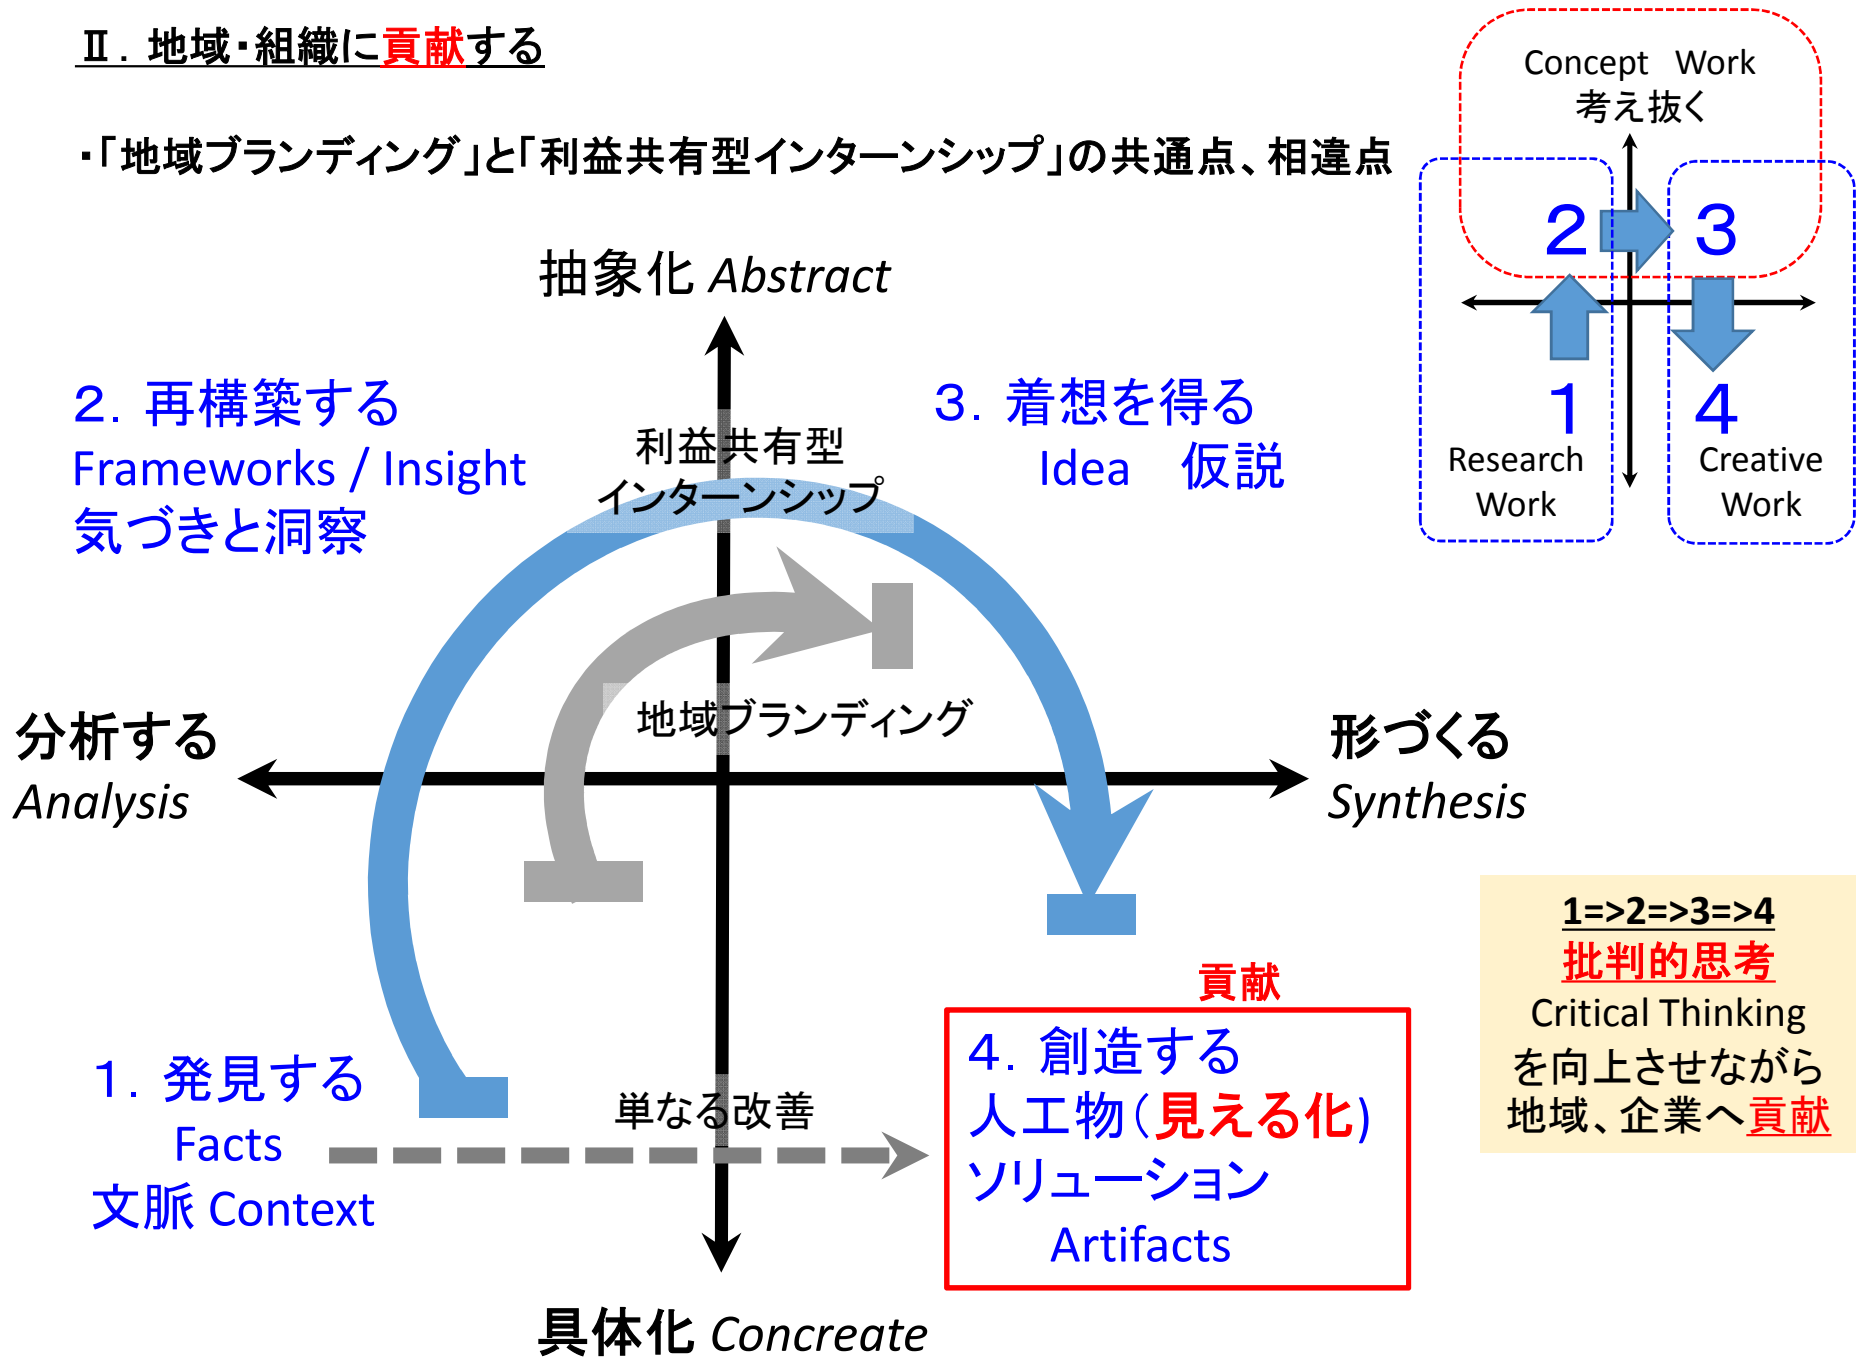 Ⅱ．地域・組織に貢献する
・「地域ブランディング」と「利益共有型インターンシップ」の共通点、相違点
Concept Work
考え抜く
2
3
1
4
Research
Work
Creative
Work
抽象化 Abstract
2．再構築する
Frameworks / Insight
気づきと洞察
利益共有型
インターンシップ
3．着想を得る
Idea 仮説
地域ブランディング
分析する
Analysis
形づくる
Synthesis
1．発見する
Facts
文脈 Context
単なる改善
貢献
4．創造する
人工物（見える化）
ソリューション
Artifacts
1=>2=>3=>4
批判的思考
Critical Thinking
を向上させながら
地域、企業へ貢献
具体化 Concreate